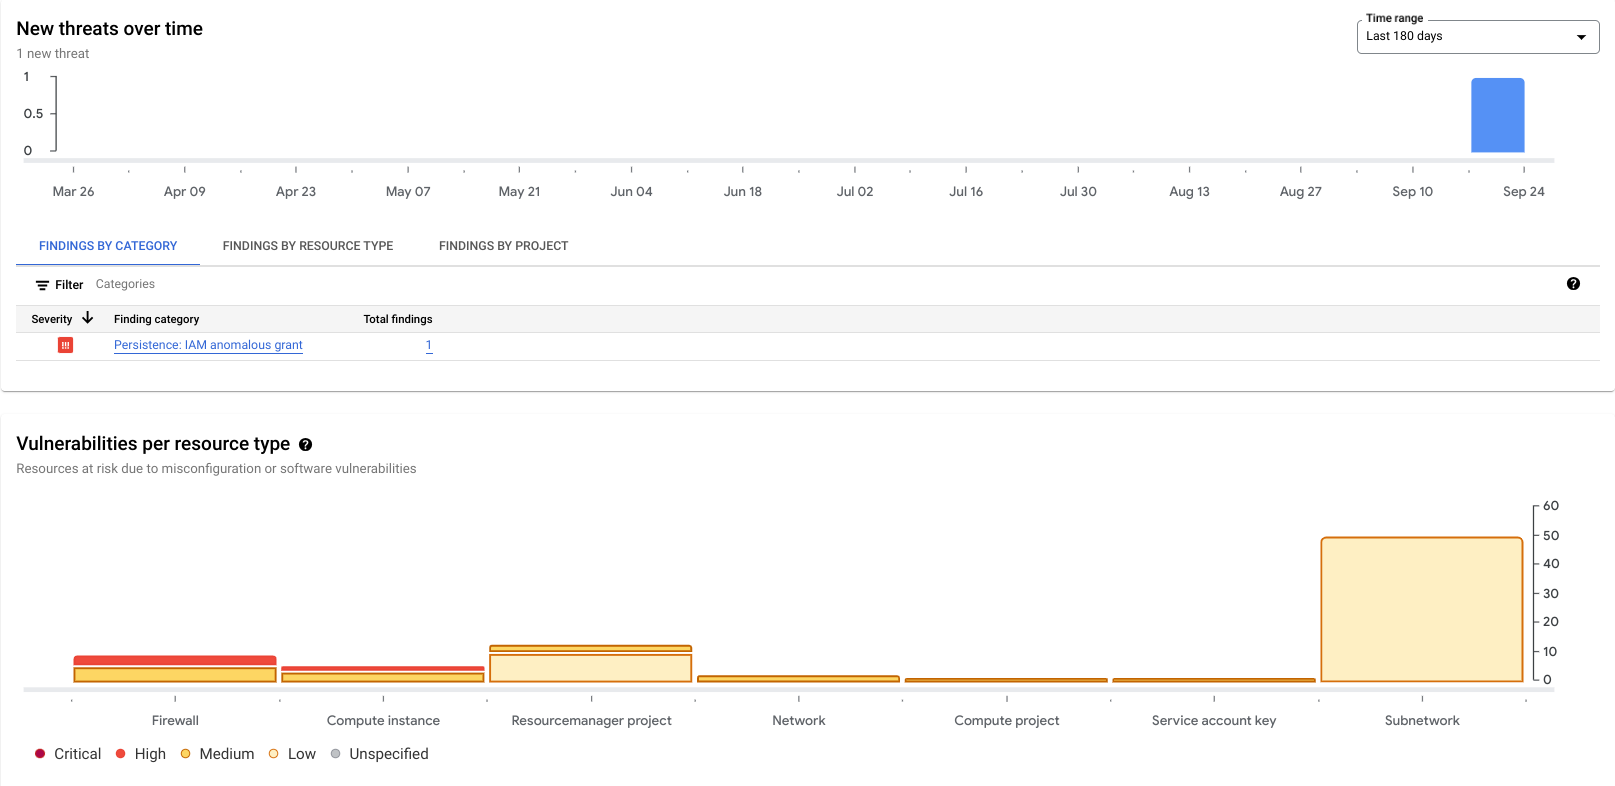 New threats over time
Time range
Last 180 days
1 new threat
1
0.5
0
Mar 26 Apr 09 Apr 23 May 07 May 21 Jun 04 Jun 18 Jul 02 Jul 16 Jul 30 Aug 13 Aug 27 Sep 10 Sep 24
FINDINGS BY CATEGORY FINDINGS BY RESOURCE TYPE FINDINGS BY PROJECT
Filter Categories ?
Severity Finding category Total findings
!!! Persistence: IAM anomalous grant 1
Vulnerabilities per resource type ?
Resources at risk due to misconfiguration or software vulnerabilities
60
50
40
30
20
10
0
Firewall Compute instance Resourcemanager project Network Compute project Service account key Subnetwork
Critical High Medium Low Unspecified